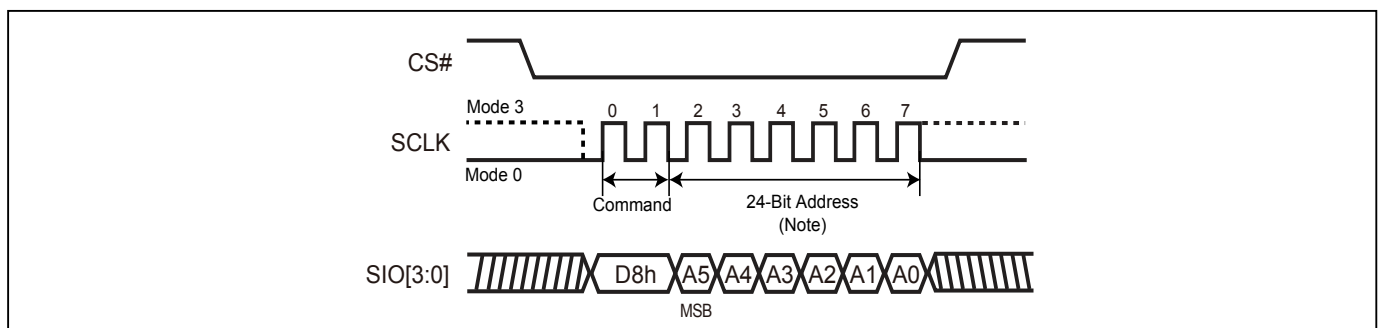 CS#
Mode 3
0 1 2 3 4 5 6 7
SCLK
Mode 0
Command
24-Bit Address
(Note)
SIO[3:0]
D8h A5 A4 A3 A2 A1 A0
MSB